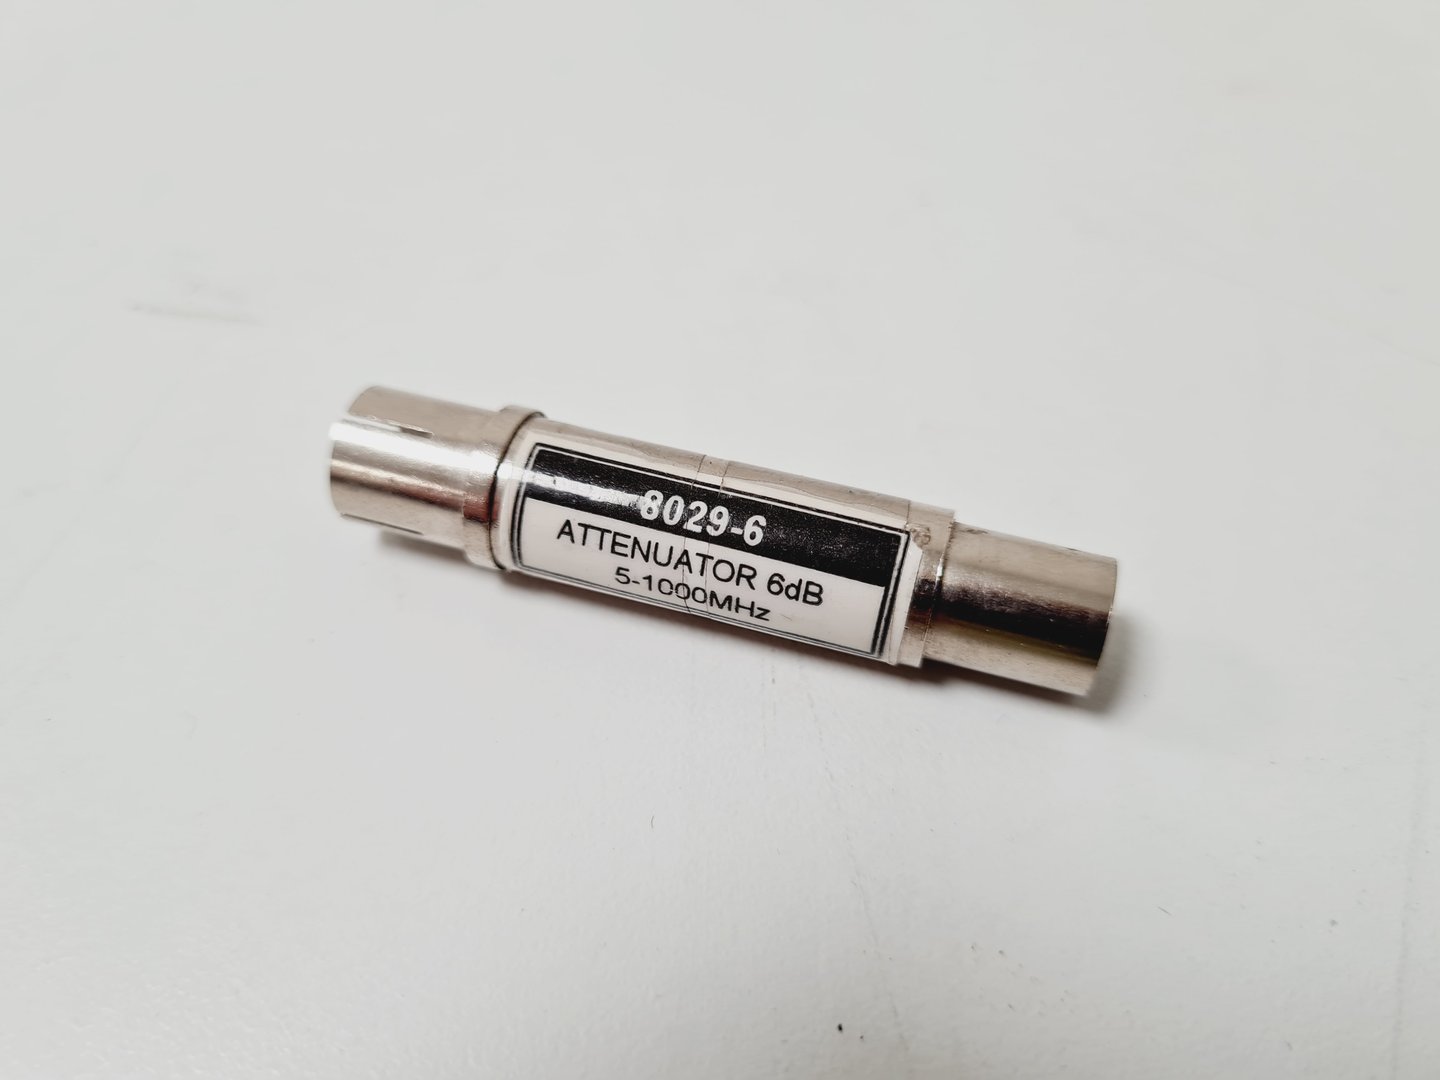 8029-6
ATTENUATOR 6dB
5-1000MHz